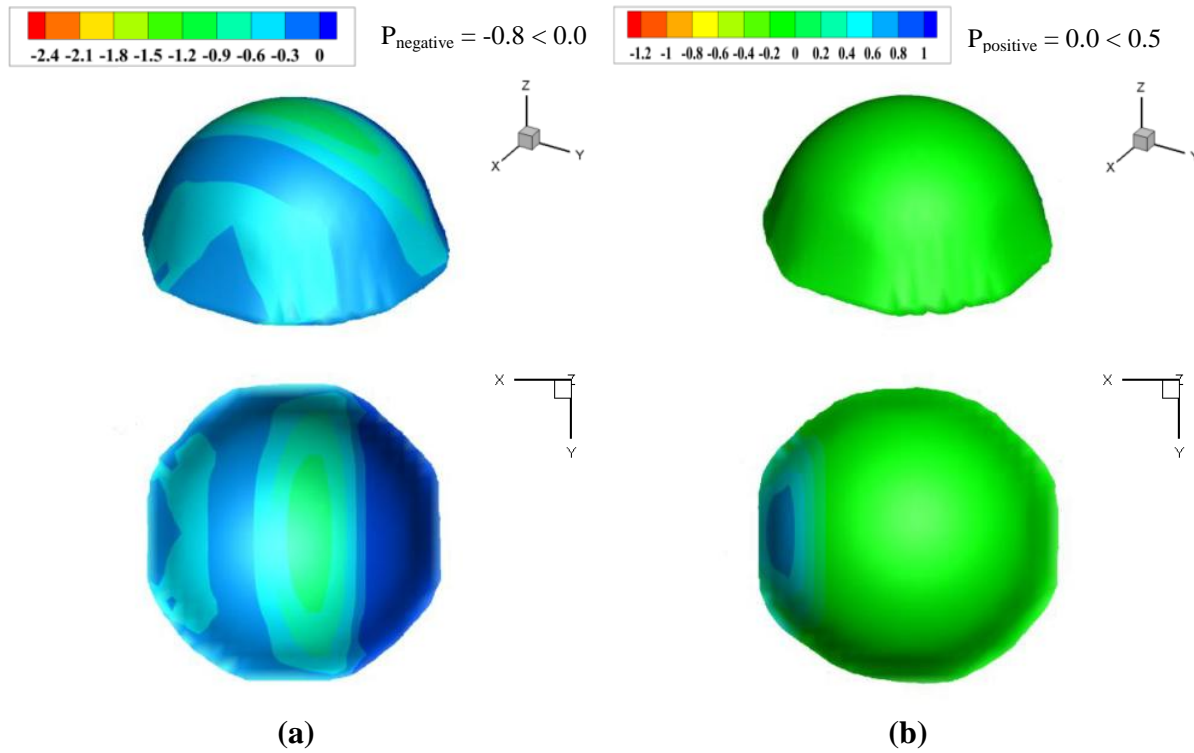 -2.4 -2.1 -1.8 -1.5 -1.2 -0.9 -0.6 -0.3 0
P_negative = -0.8 < 0.0
-1.2 -1 -0.8 -0.6 -0.4 -0.2 0 0.2 0.4 0.6 0.8 1
P_positive = 0.0 < 0.5
Z
X
Y
Z
X
Y
X
Z
Y
X
Z
Y
(a)
(b)